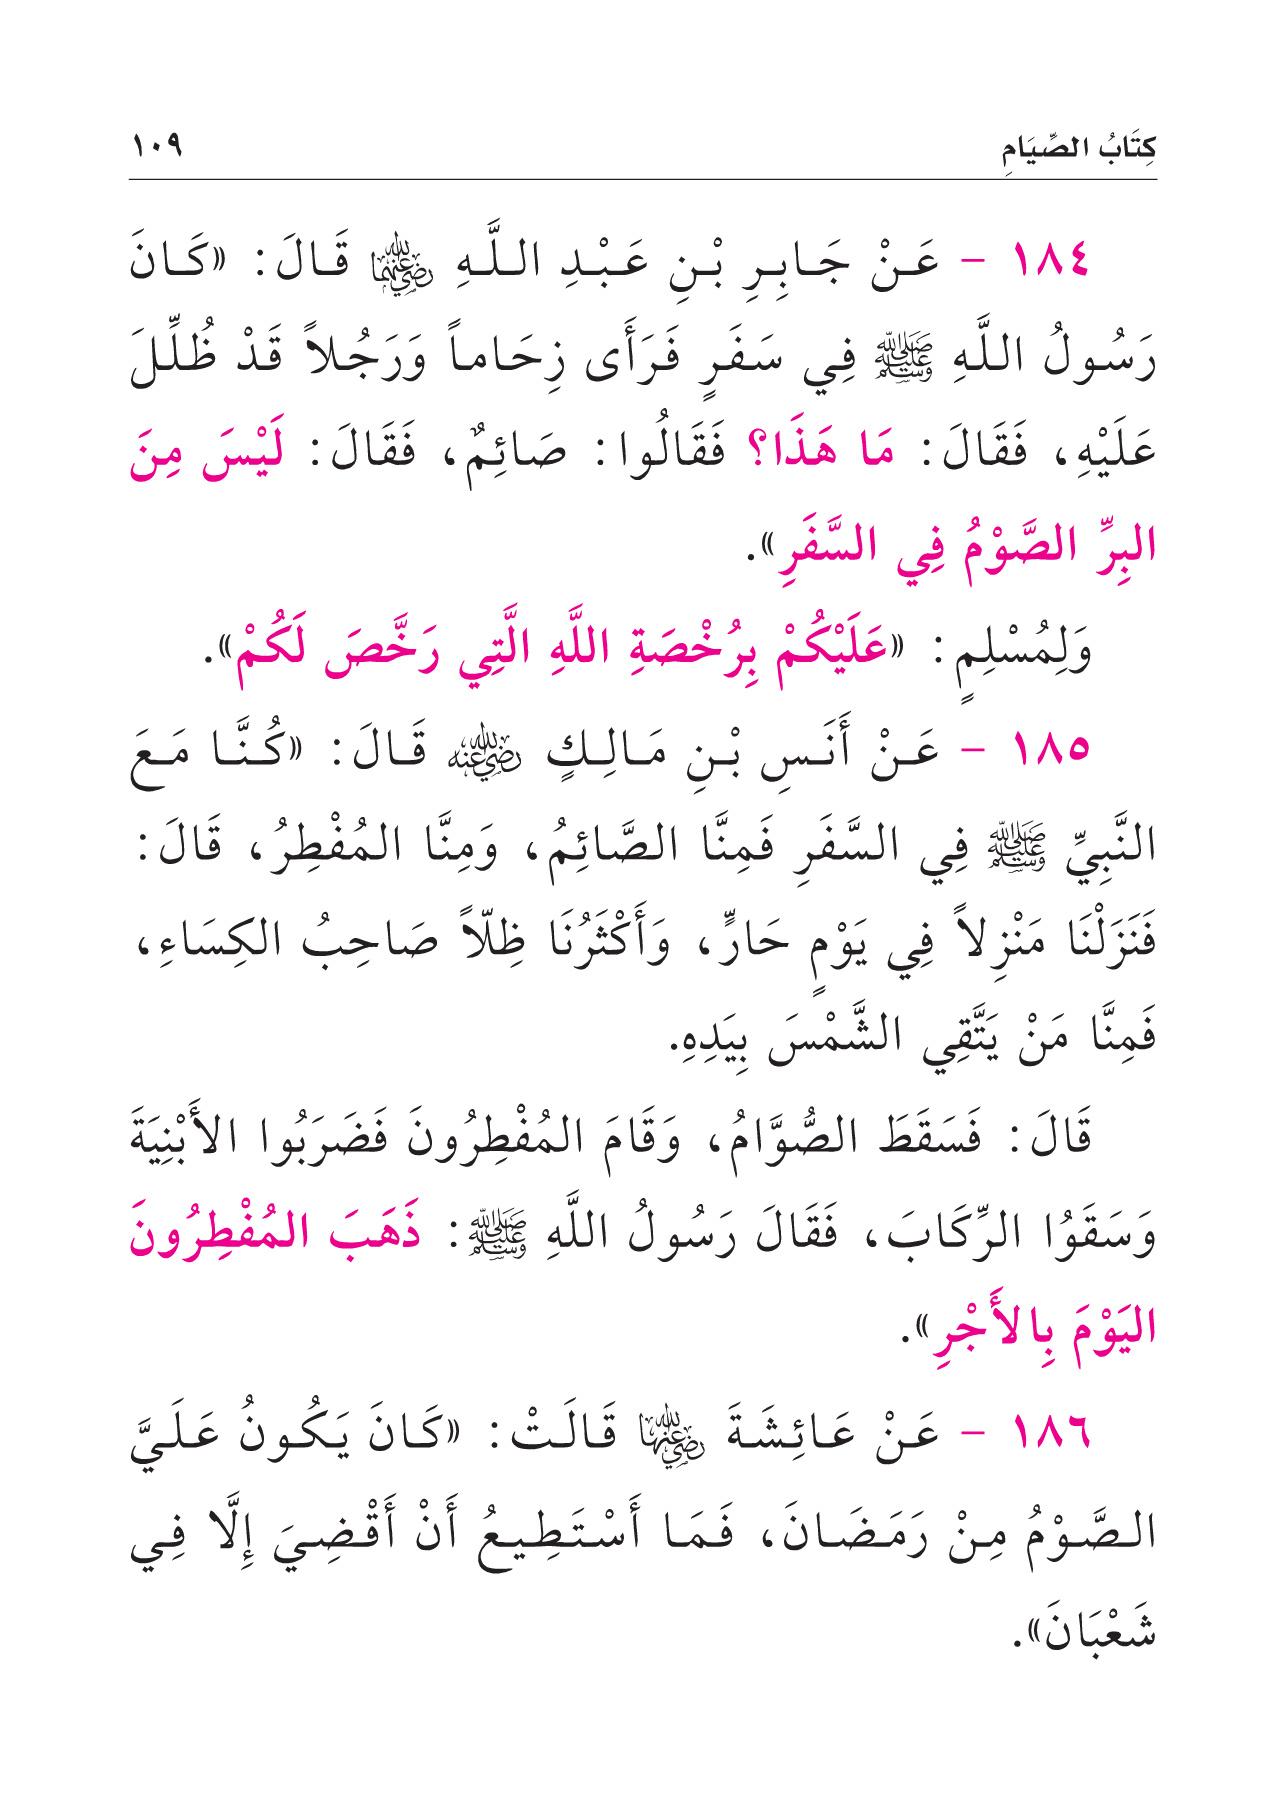 كِتَابُ الصِّيَامِ ١٠٩
١٨٤ - عَنْ جَابِرِ بْنِ عَبْدِ اللَّهِ رضي الله عنهما قَالَ: «كَانَ
رَسُولُ اللَّهِ ﷺ فِي سَفَرٍ فَرَأَى زِحَاماً وَرَجُلاً قَدْ ظُلِّلَ
عَلَيْهِ، فَقَالَ: مَا هَذَا؟ فَقَالُوا: صَائِمٌ، فَقَالَ: لَيْسَ مِنَ
البِرِّ الصَّوْمُ فِي السَّفَرِ».
وَلِمُسْلِمٍ: «عَلَيْكُمْ بِرُخْصَةِ اللَّهِ الَّتِي رَخَّصَ لَكُمْ».
١٨٥ - عَنْ أَنَسِ بْنِ مَالِكٍ رضي الله عنه قَالَ: «كُنَّا مَعَ
النَّبِيِّ ﷺ فِي السَّفَرِ فَمِنَّا الصَّائِمُ، وَمِنَّا المُفْطِرُ، قَالَ:
فَنَزَلْنَا مَنْزِلاً فِي يَوْمٍ حَارٍّ، وَأَكْثَرُنَا ظِلّاً صَاحِبُ الكِسَاءِ،
فَمِنَّا مَنْ يَتَّقِي الشَّمْسَ بِيَدِهِ.
قَالَ: فَسَقَطَ الصُّوَّامُ، وَقَامَ المُفْطِرُونَ فَضَرَبُوا الأَبْنِيَةَ
وَسَقَوُا الرِّكَابَ، فَقَالَ رَسُولُ اللَّهِ ﷺ: ذَهَبَ المُفْطِرُونَ
اليَوْمَ بِالأَجْرِ».
١٨٦ - عَنْ عَائِشَةَ رضي الله عنها قَالَتْ: «كَانَ يَكُونُ عَلَيَّ
الصَّوْمُ مِنْ رَمَضَانَ، فَمَا أَسْتَطِيعُ أَنْ أَقْضِيَ إِلَّا فِي
شَعْبَانَ».